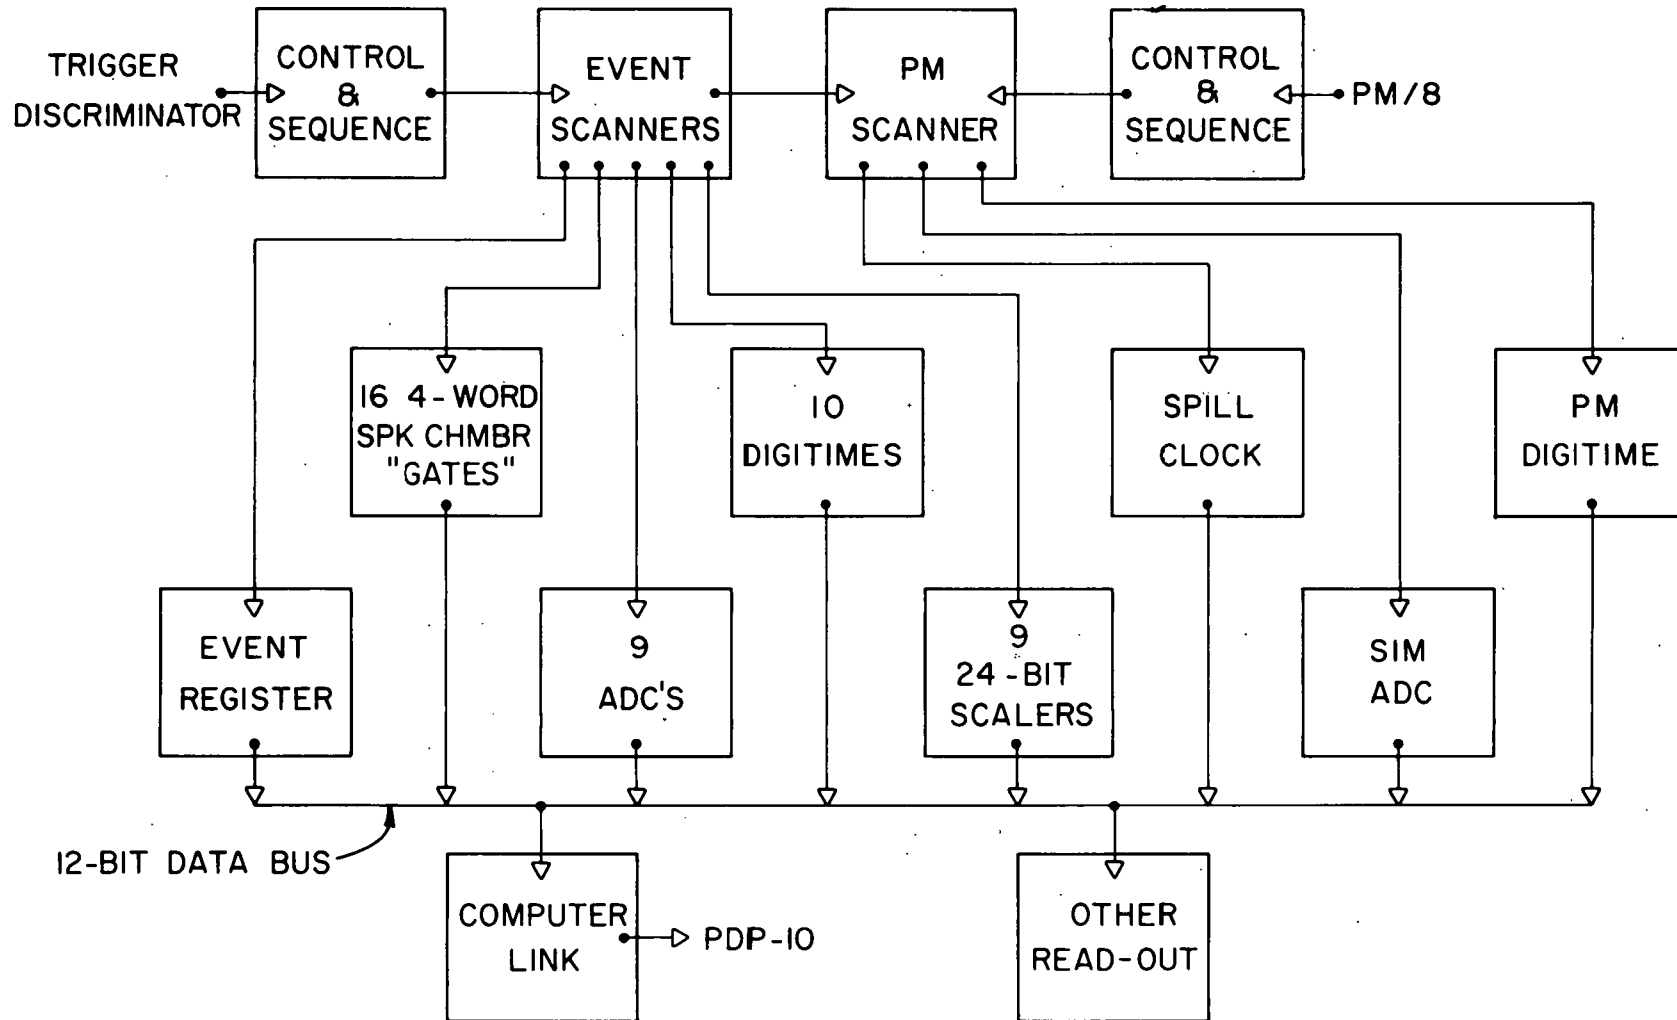 TRIGGER
DISCRIMINATOR
CONTROL
&
SEQUENCE
EVENT
SCANNERS
PM
SCANNER
CONTROL
&
SEQUENCE
PM/8
16 4-WORD
SPK CHMBR
"GATES"
10
DIGITIMES
SPILL
CLOCK
PM
DIGITIME
EVENT
REGISTER
9
ADC'S
9
24-BIT
SCALERS
SIM
ADC
12-BIT DATA BUS
COMPUTER
LINK
PDP-10
OTHER
READ-OUT